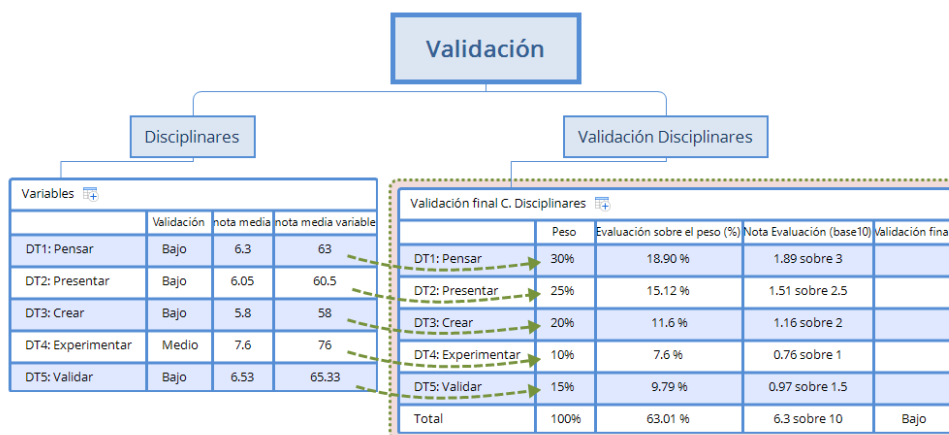 Validación
Disciplinares
Validación Disciplinares
Variables
Validación nota media nota media variable
DT1: Pensar Bajo 6.3 63
DT2: Presentar Bajo 6.05 60.5
DT3: Crear Bajo 5.8 58
DT4: Experimentar Medio 7.6 76
DT5: Validar Bajo 6.53 65.33
Validación final C. Disciplinares
Peso Evaluación sobre el peso (%) Nota Evaluación (base10) Validación fina
DT1: Pensar 30% 18.90 % 1.89 sobre 3
DT2: Presentar 25% 15.12 % 1.51 sobre 2.5
DT3: Crear 20% 11.6 % 1.16 sobre 2
DT4: Experimentar 10% 7.6 % 0.76 sobre 1
DT5: Validar 15% 9.79 % 0.97 sobre 1.5
Total 100% 63.01 % 6.3 sobre 10 Bajo